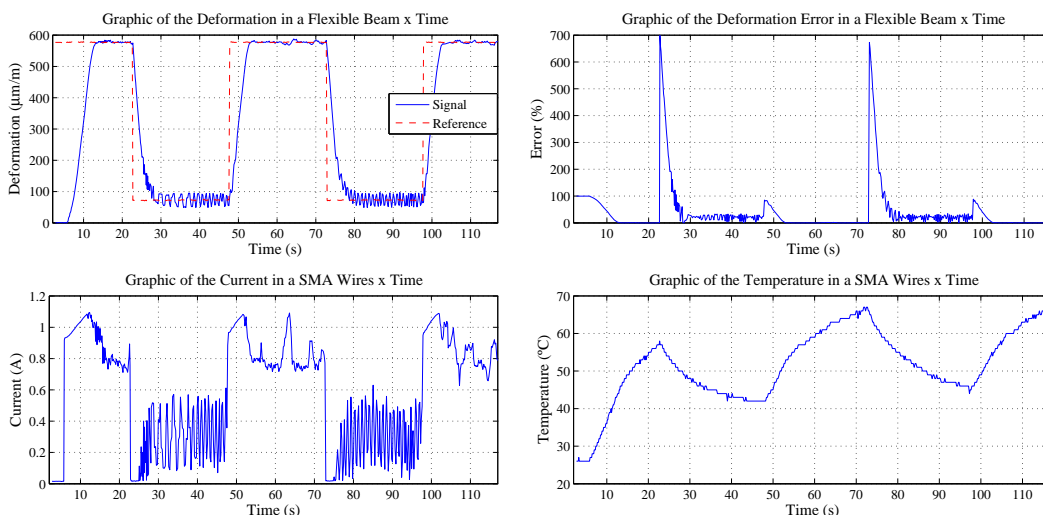 Graphic of the Deformation in a Flexible Beam x Time
600
500
400
300
200
100
0
Deformation (μm/m)
Signal
Reference
10 20 30 40 50 60 70 80 90 100 110
Time (s)
Graphic of the Deformation Error in a Flexible Beam x Time
700
600
500
400
300
200
100
0
Error (%)
10 20 30 40 50 60 70 80 90 100 110
Time (s)
Graphic of the Current in a SMA Wires x Time
1.2
1
0.8
0.6
0.4
0.2
0
Current (A)
10 20 30 40 50 60 70 80 90 100 110
Time (s)
Graphic of the Temperature in a SMA Wires x Time
70
60
50
40
30
20
Temperature (ºC)
10 20 30 40 50 60 70 80 90 100 110
Time (s)